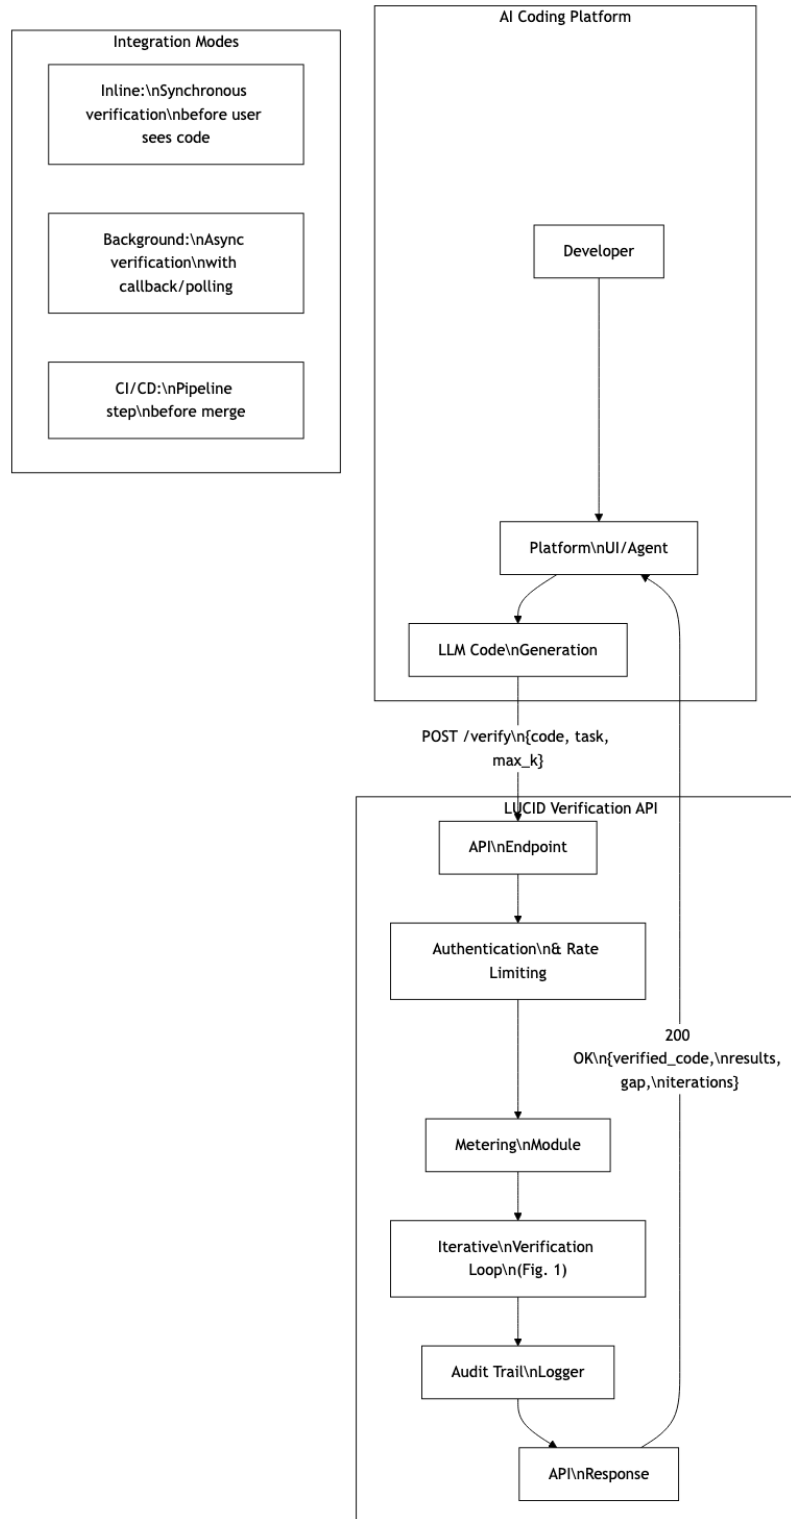 Integration Modes
Inline:\nSynchronous
verification\nbefore user
sees code
Background:\nAsync
verification\nwith
callback/polling
CI/CD:\nPipeline
step\nbefore merge
AI Coding Platform
Developer
Platform\nUI/Agent
LLM Code\nGeneration
POST /verify\n{code, task,
max_k}
LUCID Verification API
API\nEndpoint
Authentication\n& Rate
Limiting
Metering\nModule
Iterative\nVerification
Loop\n(Fig. 1)
Audit Trail\nLogger
API\nResponse
200
OK\n{verified_code,\nresults,
gap,\niterations}